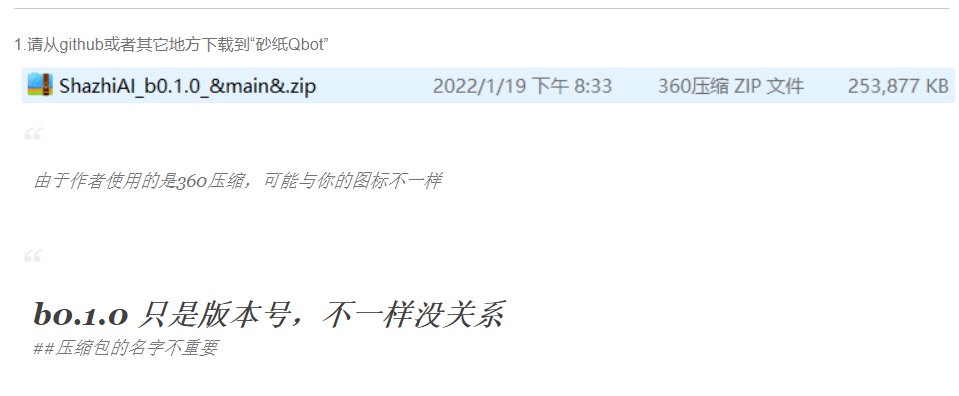 1.请从github或者其它地方下载到“砂纸Qbot”
ShazhiAI_b0.1.0_&main&.zip 2022/1/19 下午 8:33 360压缩 ZIP 文件 253,877 KB
“
由于作者使用的是360压缩，可能与你的图标不一样
“
b0.1.0 只是版本号，不一样没关系
##压缩包的名字不重要